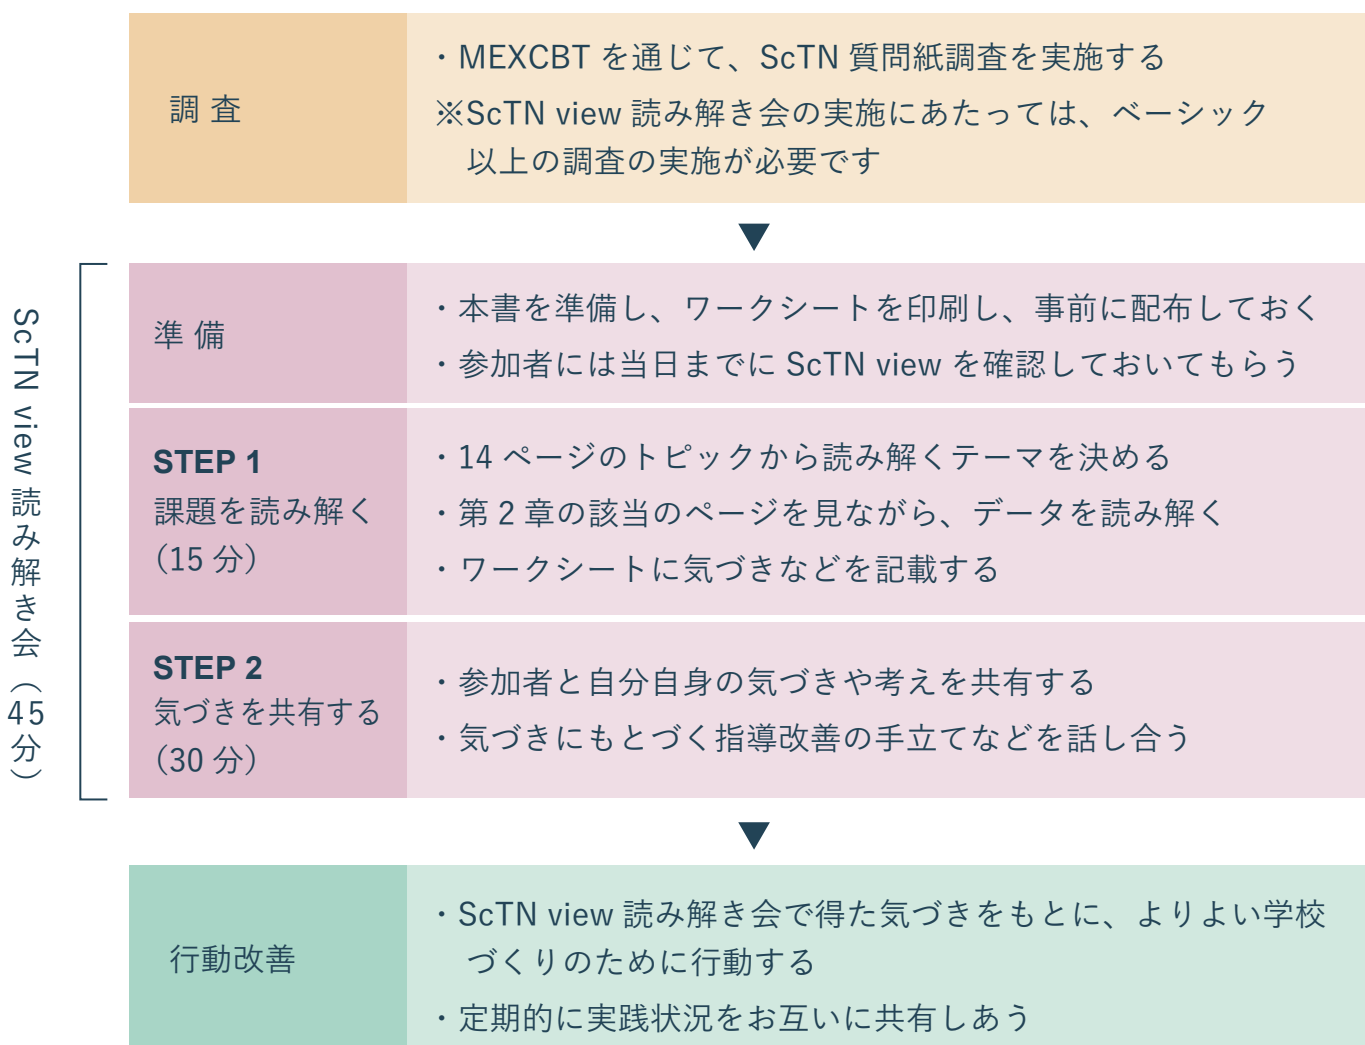 調 査
・MEXCBT を通じて、ScTN 質問紙調査を実施する
※ScTN view 読み解き会の実施にあたっては、ベーシック
以上の調査の実施が必要です
▼
ScTN view 読み解き会（45分）
準 備
・本書を準備し、ワークシートを印刷し、事前に配布しておく
・参加者には当日までに ScTN view を確認しておいてもらう
STEP 1
課題を読み解く
（15 分）
・14 ページのトピックから読み解くテーマを決める
・第 2 章の該当のページを見ながら、データを読み解く
・ワークシートに気づきなどを記載する
STEP 2
気づきを共有する
（30 分）
・参加者と自分自身の気づきや考えを共有する
・気づきにもとづく指導改善の手立てなどを話し合う
▼
行動改善
・ScTN view 読み解き会で得た気づきをもとに、よりよい学校
づくりのために行動する
・定期的に実践状況をお互いに共有しあう